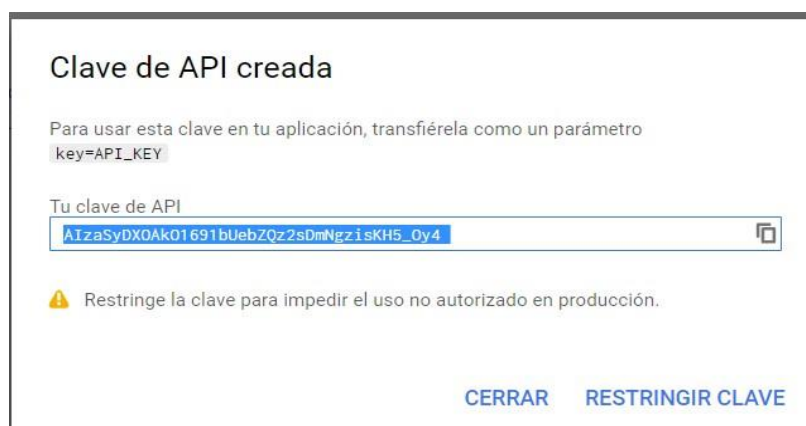 Clave de API creada
Para usar esta clave en tu aplicación, transfiérela como un parámetro
key=API_KEY
Tu clave de API
AIzaSyDXOAkO1691bUebZQz2sDmNgzisKH5_Oy4
Restringe la clave para impedir el uso no autorizado en producción.
CERRAR RESTRINGIR CLAVE